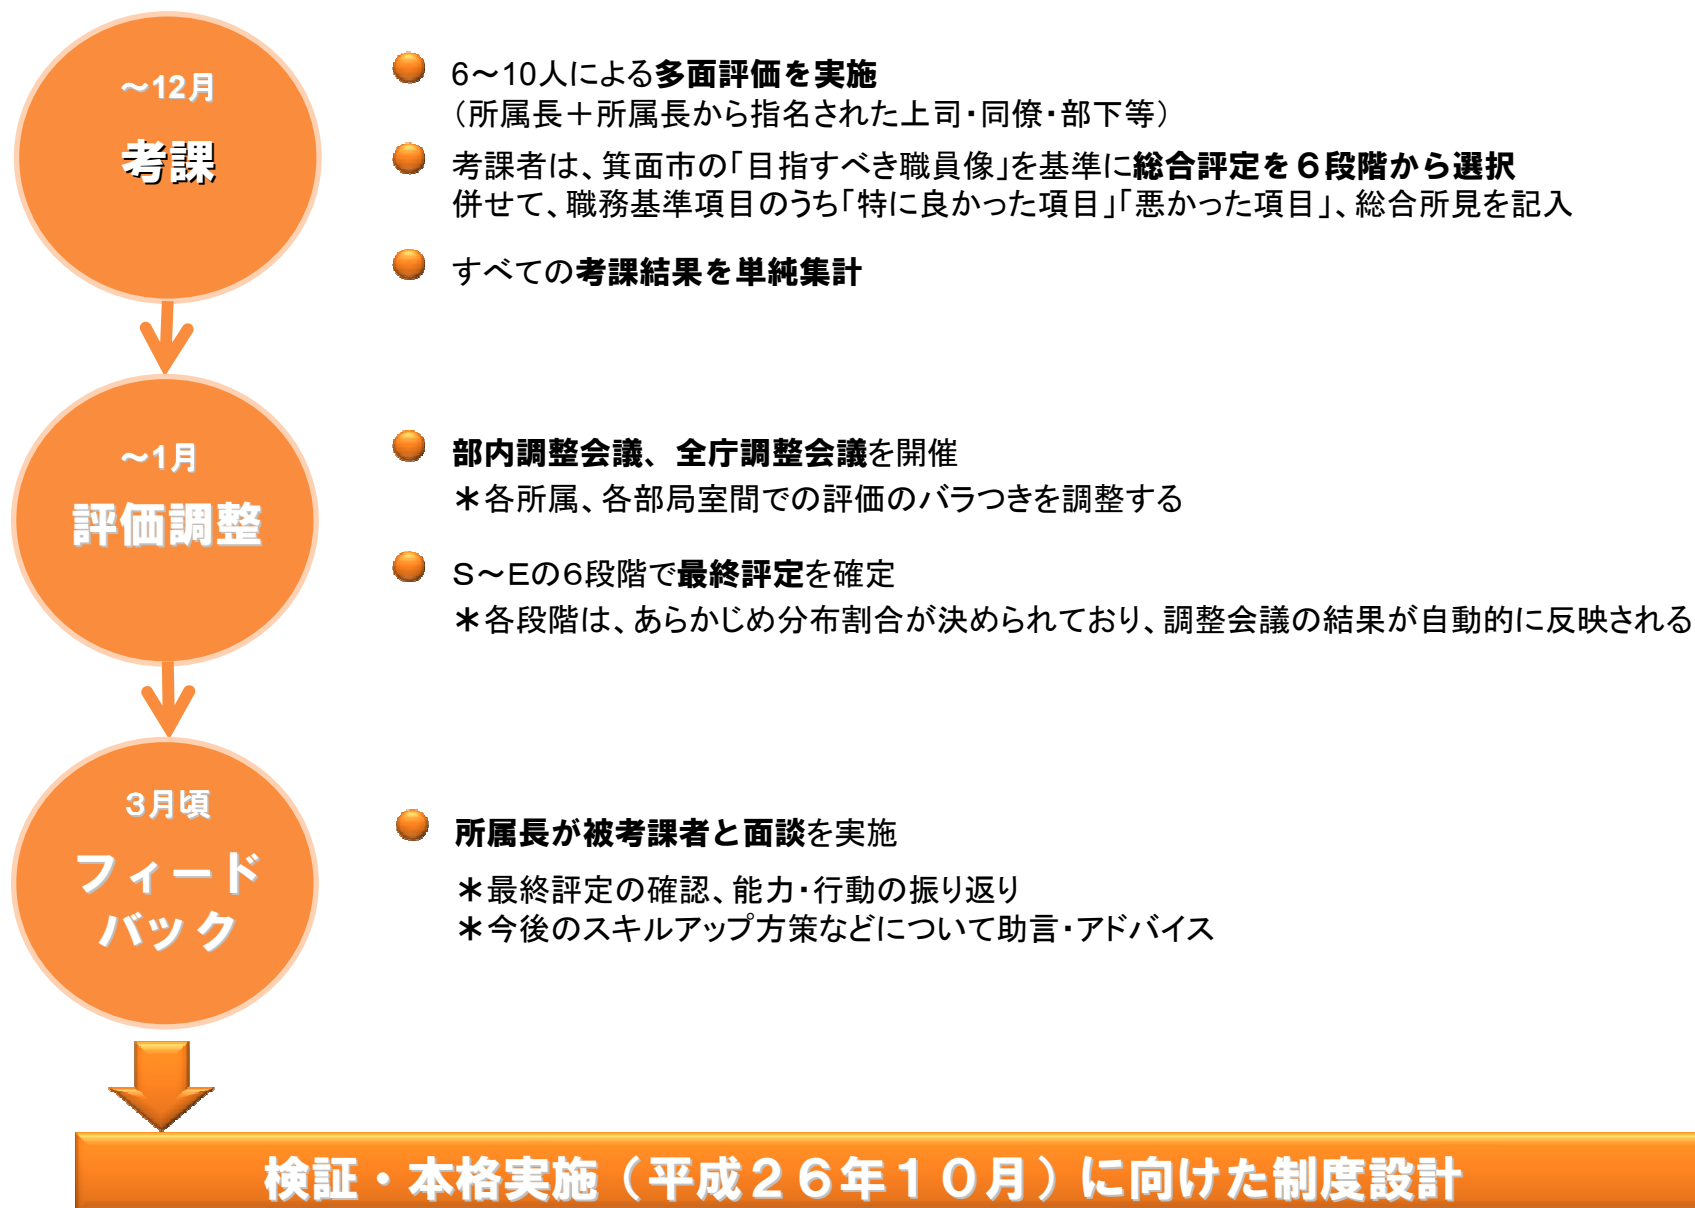 ～12月
考課
6～10人による多面評価を実施
（所属長＋所属長から指名された上司・同僚・部下等）
考課者は、箕面市の「目指すべき職員像」を基準に総合評定を６段階から選択
併せて、職務基準項目のうち「特に良かった項目」「悪かった項目」、総合所見を記入
すべての考課結果を単純集計
～1月
評価調整
部内調整会議、全庁調整会議を開催
＊各所属、各部局室間での評価のバラつきを調整する
S～Eの6段階で最終評定を確定
＊各段階は、あらかじめ分布割合が決められており、調整会議の結果が自動的に反映される
3月頃
フィード
バック
所属長が被考課者と面談を実施
＊最終評定の確認、能力・行動の振り返り
＊今後のスキルアップ方策などについて助言・アドバイス
検証・本格実施（平成２６年１０月）に向けた制度設計